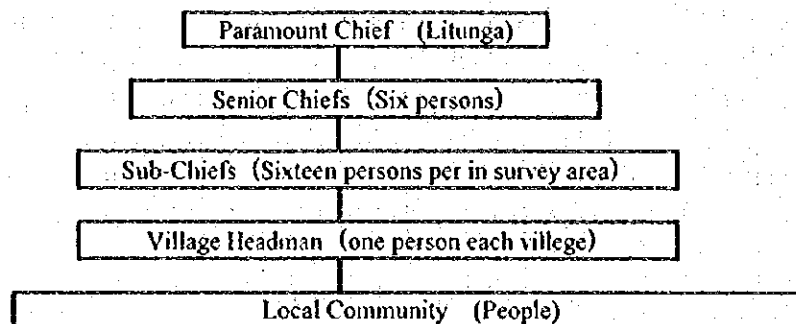 Paramount Chief (Litunga)
Senior Chiefs (Six persons)
Sub-Chiefs (Sixteen persons per in survey area)
Village Headman (one person each villege)
Local Community (People)